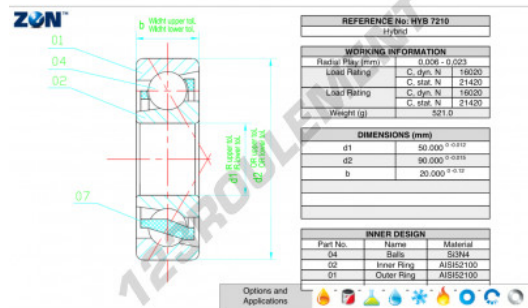 ZEN™
b Width upper tol.
Width lower tol.
01
04
02
07
d1 IR upper tol.
IR lower tol.
d2 OR upper tol.
OR lower tol.
REFERENCE No: HYB 7210
Hybrid
WORKING INFORMATION
Radial Play (mm) 0,006 - 0,023
Load Rating C, dyn. N 16020
C, stat. N 21420
Load Rating C, dyn. N 16020
C, stat. N 21420
Weight (g) 521.0
DIMENSIONS (mm)
d1 50.000 0 -0.012
d2 90.000 0 -0.015
b 20.000 0 -0.12
INNER DESIGN
Part No. Name Material
04 Balls Si3N4
02 Inner Ring AISI52100
01 Outer Ring AISI52100
Options and
Applications
123ROULEMENT